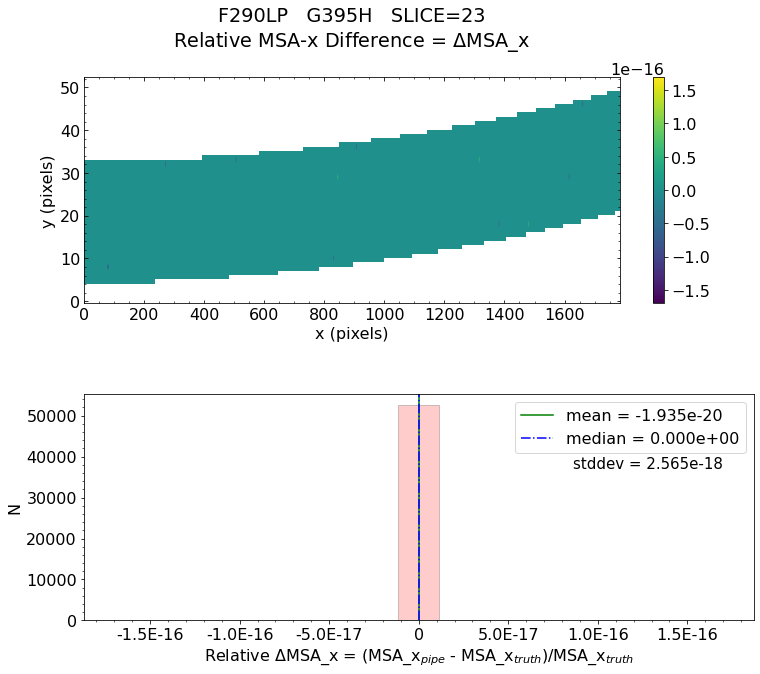 F290LP   G395H   SLICE=23
Relative MSA-x Difference = ΔMSA_x
1e−16
50
40
30
20
10
0
y (pixels)
0 200 400 600 800 1000 1200 1400 1600
x (pixels)
1.5
1.0
0.5
0.0
−0.5
−1.0
−1.5
50000
40000
30000
20000
10000
0
N
mean = -1.935e-20
median = 0.000e+00
stddev = 2.565e-18
-1.5E-16 -1.0E-16 -5.0E-17 0 5.0E-17 1.0E-16 1.5E-16
Relative ΔMSA_x = (MSA_x_pipe - MSA_x_truth)/MSA_x_truth